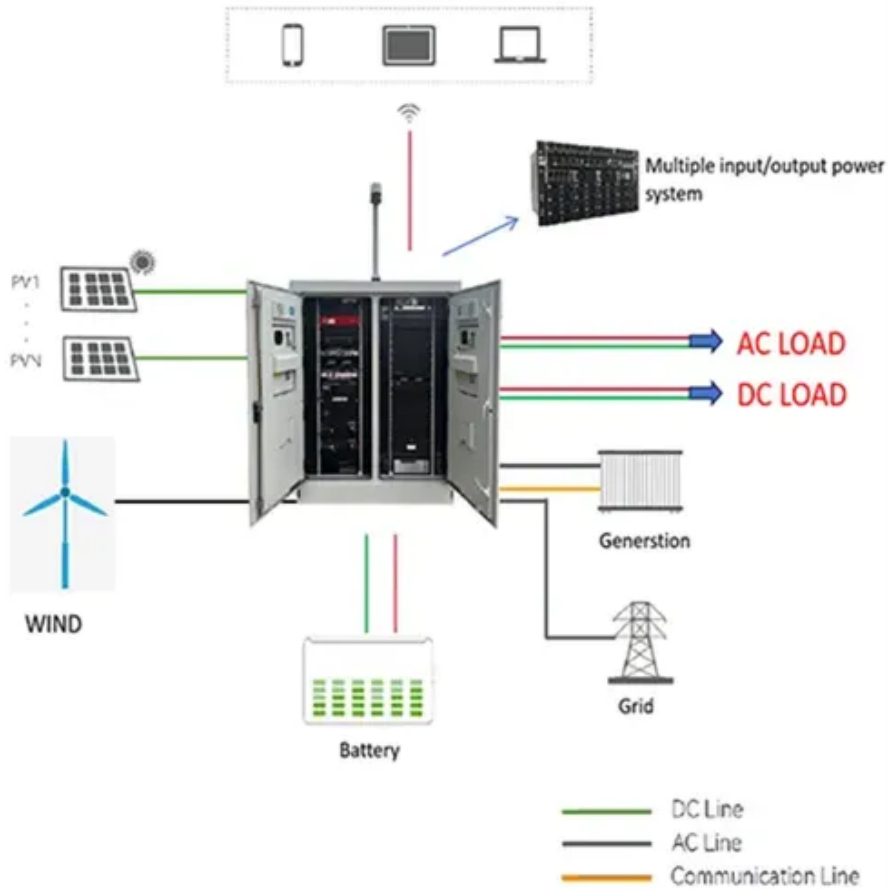 Multiple input/output power
system
PV1
PVN
AC LOAD
DC LOAD
WIND
Generstion
Grid
Battery
DC Line
AC Line
Communication Line